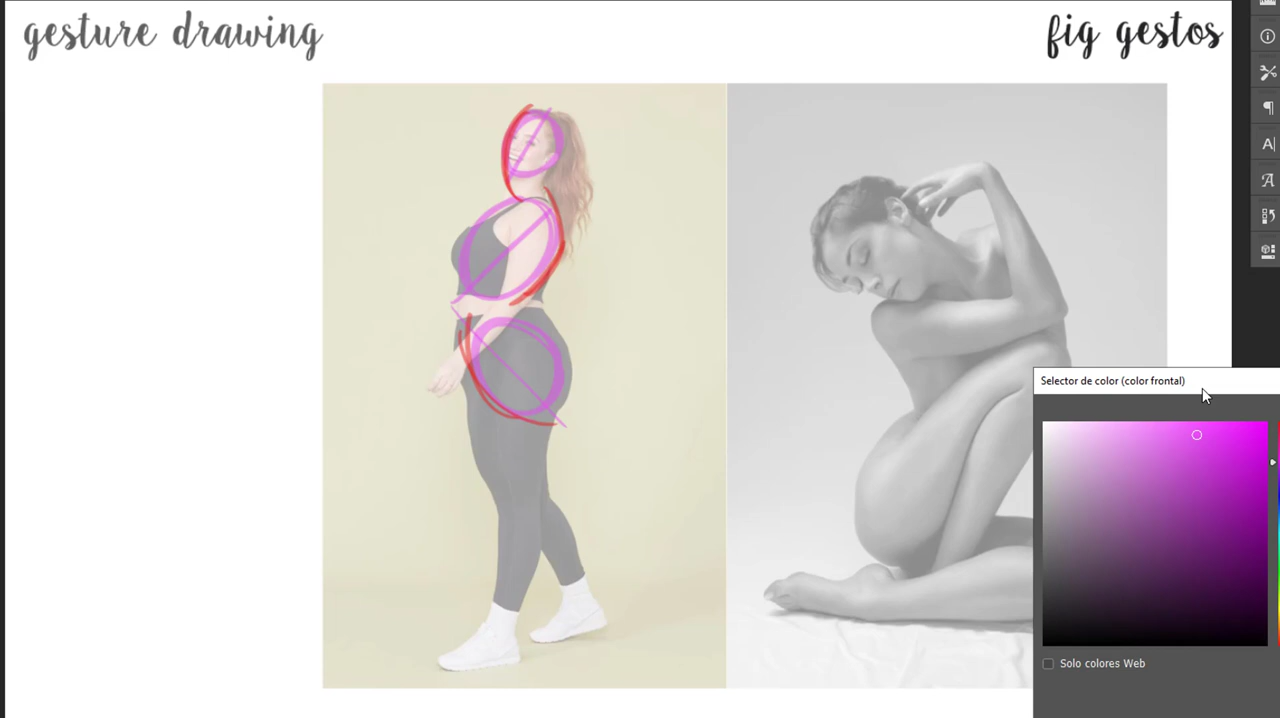 gesture drawing
fig gestos
Selector de color (color frontal)
Solo colores Web